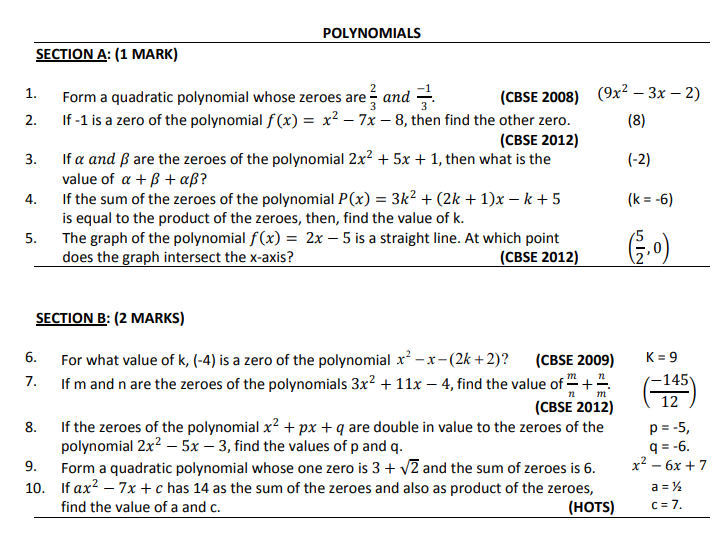 POLYNOMIALS
SECTION A: (1 MARK)
1. Form a quadratic polynomial whose zeroes are 2/3 and -1/3. (CBSE 2008) (9x² – 3x – 2)
2. If -1 is a zero of the polynomial f(x) = x² – 7x – 8, then find the other zero. (8)
(CBSE 2012)
3. If α and β are the zeroes of the polynomial 2x² + 5x + 1, then what is the (-2)
value of α + β + αβ?
4. If the sum of the zeroes of the polynomial P(x) = 3k² + (2k + 1)x – k + 5 (k = -6)
is equal to the product of the zeroes, then, find the value of k.
5. The graph of the polynomial f(x) = 2x – 5 is a straight line. At which point (5/2, 0)
does the graph intersect the x-axis? (CBSE 2012)
SECTION B: (2 MARKS)
6. For what value of k, (-4) is a zero of the polynomial x² – x – (2k + 2)? (CBSE 2009) K = 9
7. If m and n are the zeroes of the polynomials 3x² + 11x – 4, find the value of m/n + n/m. (–145/12)
(CBSE 2012)
8. If the zeroes of the polynomial x² + px + q are double in value to the zeroes of the p = -5,
polynomial 2x² – 5x – 3, find the values of p and q. q = -6.
9. Form a quadratic polynomial whose one zero is 3 + √2 and the sum of zeroes is 6. x² – 6x + 7
10. If ax² – 7x + c has 14 as the sum of the zeroes and also as product of the zeroes, a = ½
find the value of a and c. (HOTS) c = 7.